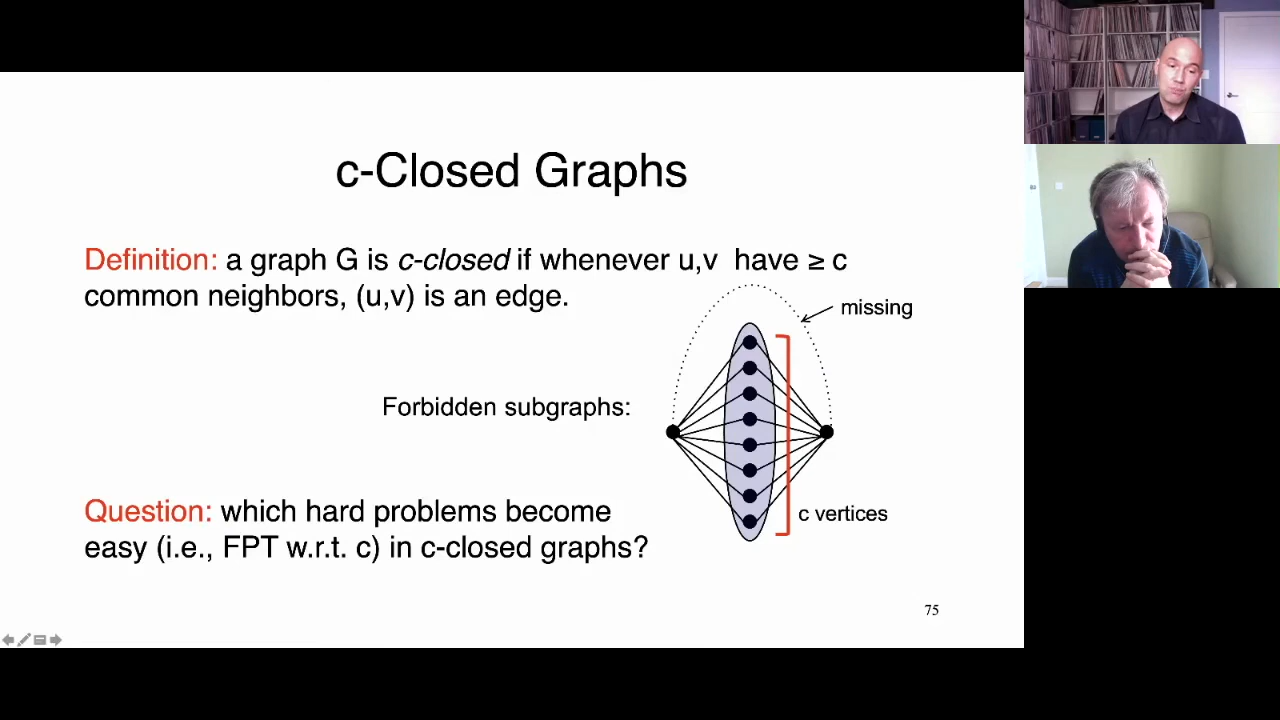 c-Closed Graphs
Definition: a graph G is c-closed if whenever u,v have ≥ c
common neighbors, (u,v) is an edge.
missing
Forbidden subgraphs:
c vertices
Question: which hard problems become
easy (i.e., FPT w.r.t. c) in c-closed graphs?
75